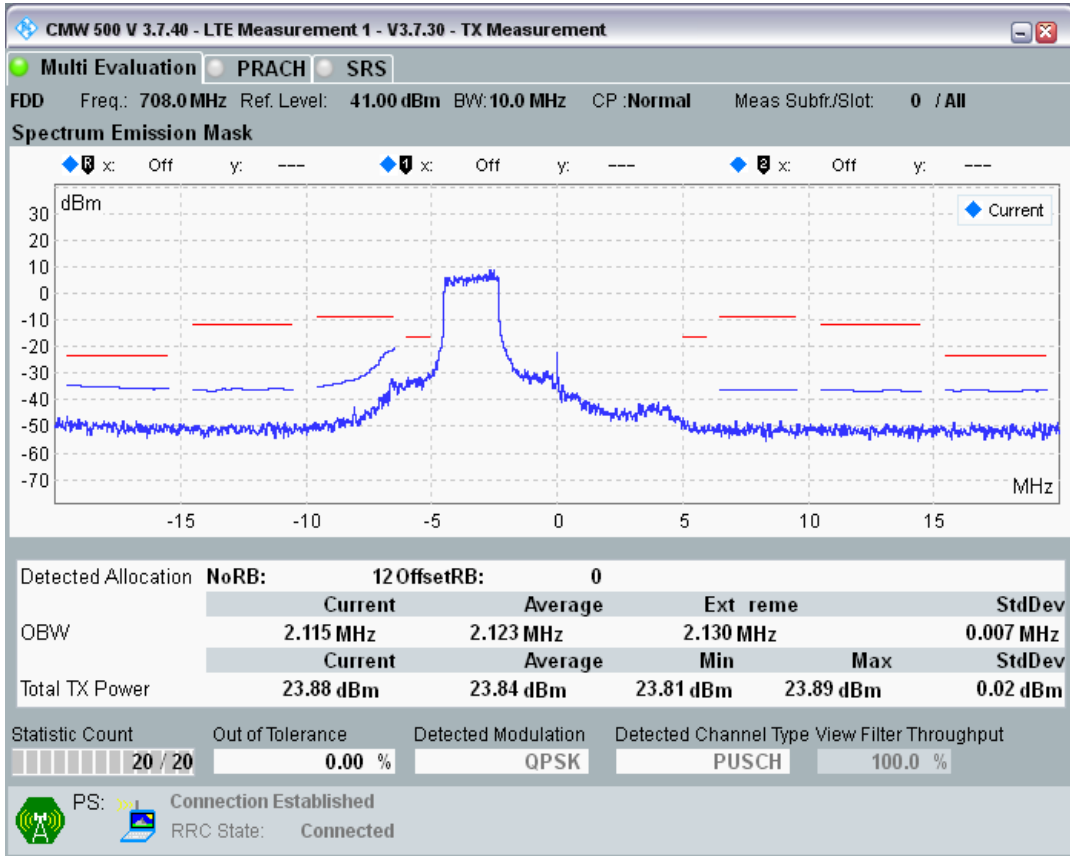 CMW 500 V 3.7.40 - LTE Measurement 1 - V3.7.30 - TX Measurement
Multi Evaluation PRACH SRS
FDD Freq.: 708.0 MHz Ref. Level: 41.00 dBm BW: 10.0 MHz CP :Normal Meas Subfr./Slot: 0 / All
Spectrum Emission Mask
R x: Off y: --- 1 x: Off y: --- 2 x: Off y: ---
dBm
Current
30
20
10
0
-10
-20
-30
-40
-50
-60
-70
MHz
-15 -10 -5 0 5 10 15
Detected Allocation NoRB: 12 OffsetRB: 0
Current Average Ext reme StdDev
OBW 2.115 MHz 2.123 MHz 2.130 MHz 0.007 MHz
Current Average Min Max StdDev
Total TX Power 23.88 dBm 23.84 dBm 23.81 dBm 23.89 dBm 0.02 dBm
Statistic Count Out of Tolerance Detected Modulation Detected Channel Type View Filter Throughput
20 / 20 0.00 % QPSK PUSCH 100.0 %
PS: Connection Established
RRC State: Connected